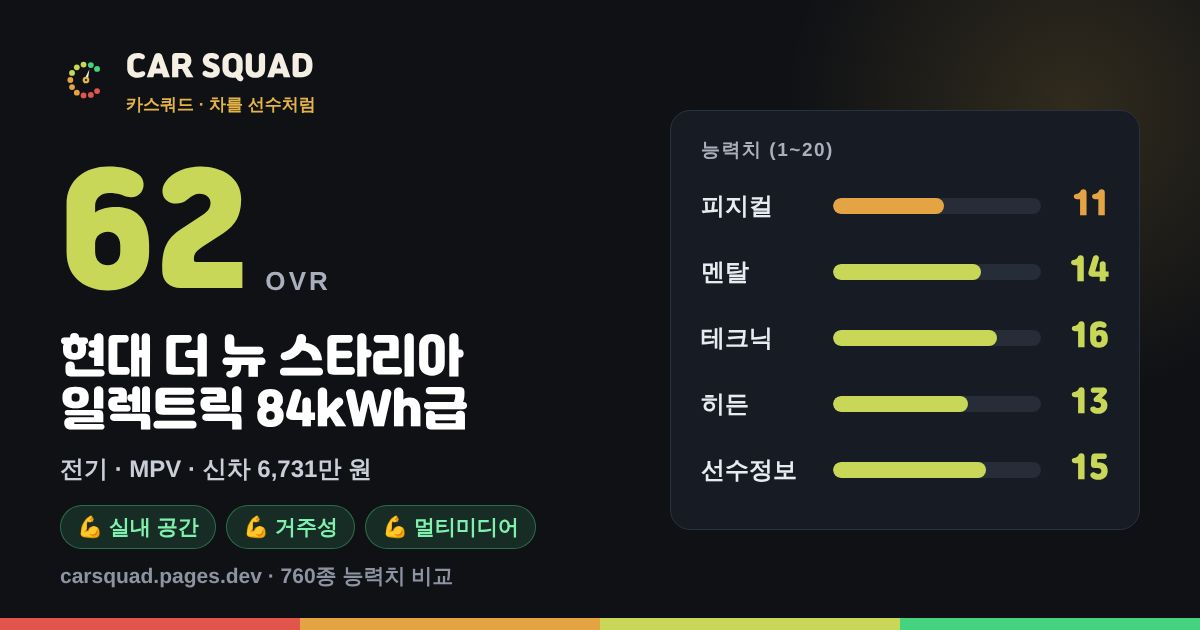 CAR SQUAD
카스쿼드 · 차를 선수처럼
62 OVR
현대 더 뉴 스타리아
일렉트릭 84kWh급
전기 · MPV · 신차 6,731만 원
💪 실내 공간 💪 거주성 💪 멀티미디어
carsquad.pages.dev · 760종 능력치 비교
능력치 (1~20)
피지컬 11
멘탈 14
테크닉 16
히든 13
선수정보 15